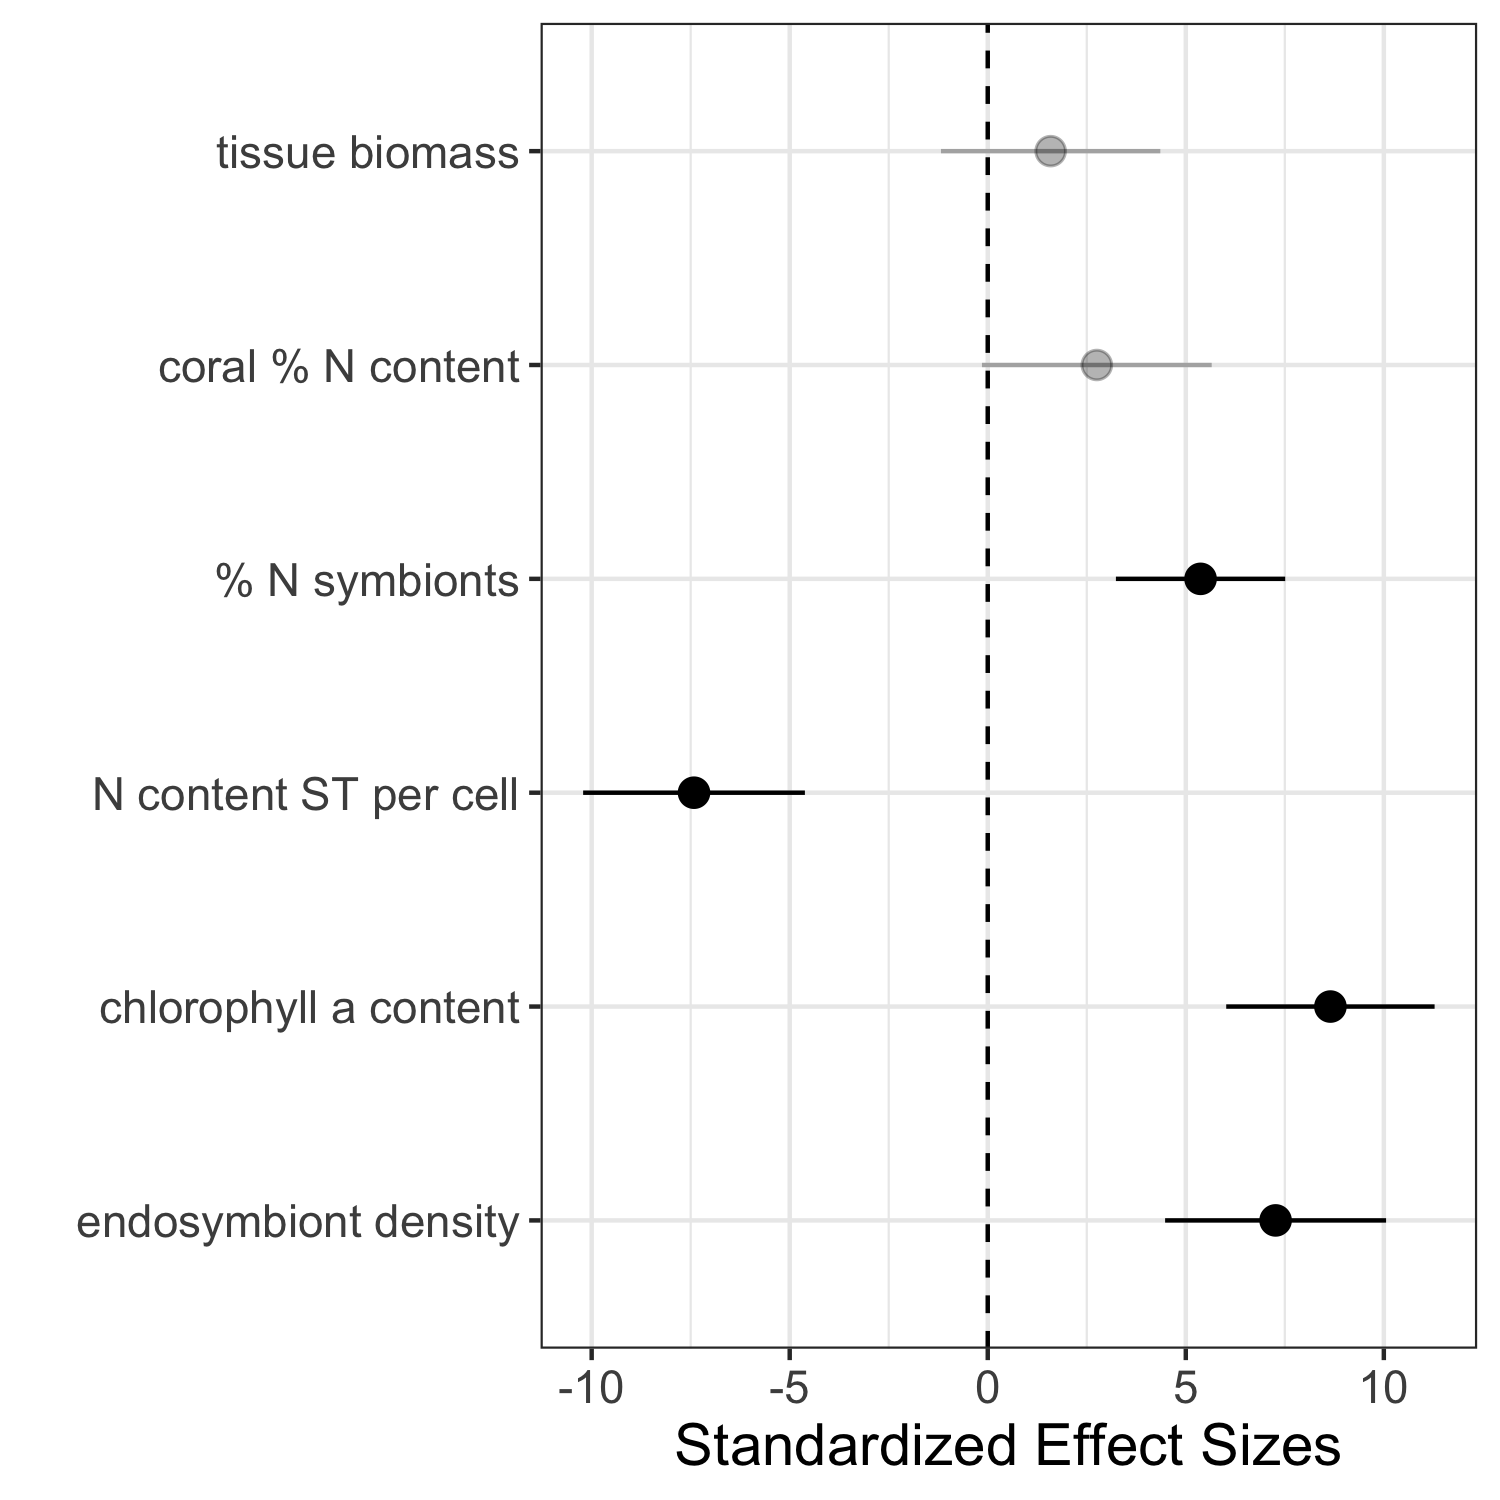 tissue biomass
coral % N content
% N symbionts
N content ST per cell
chlorophyll a content
endosymbiont density
-10 -5 0 5 10
Standardized Effect Sizes